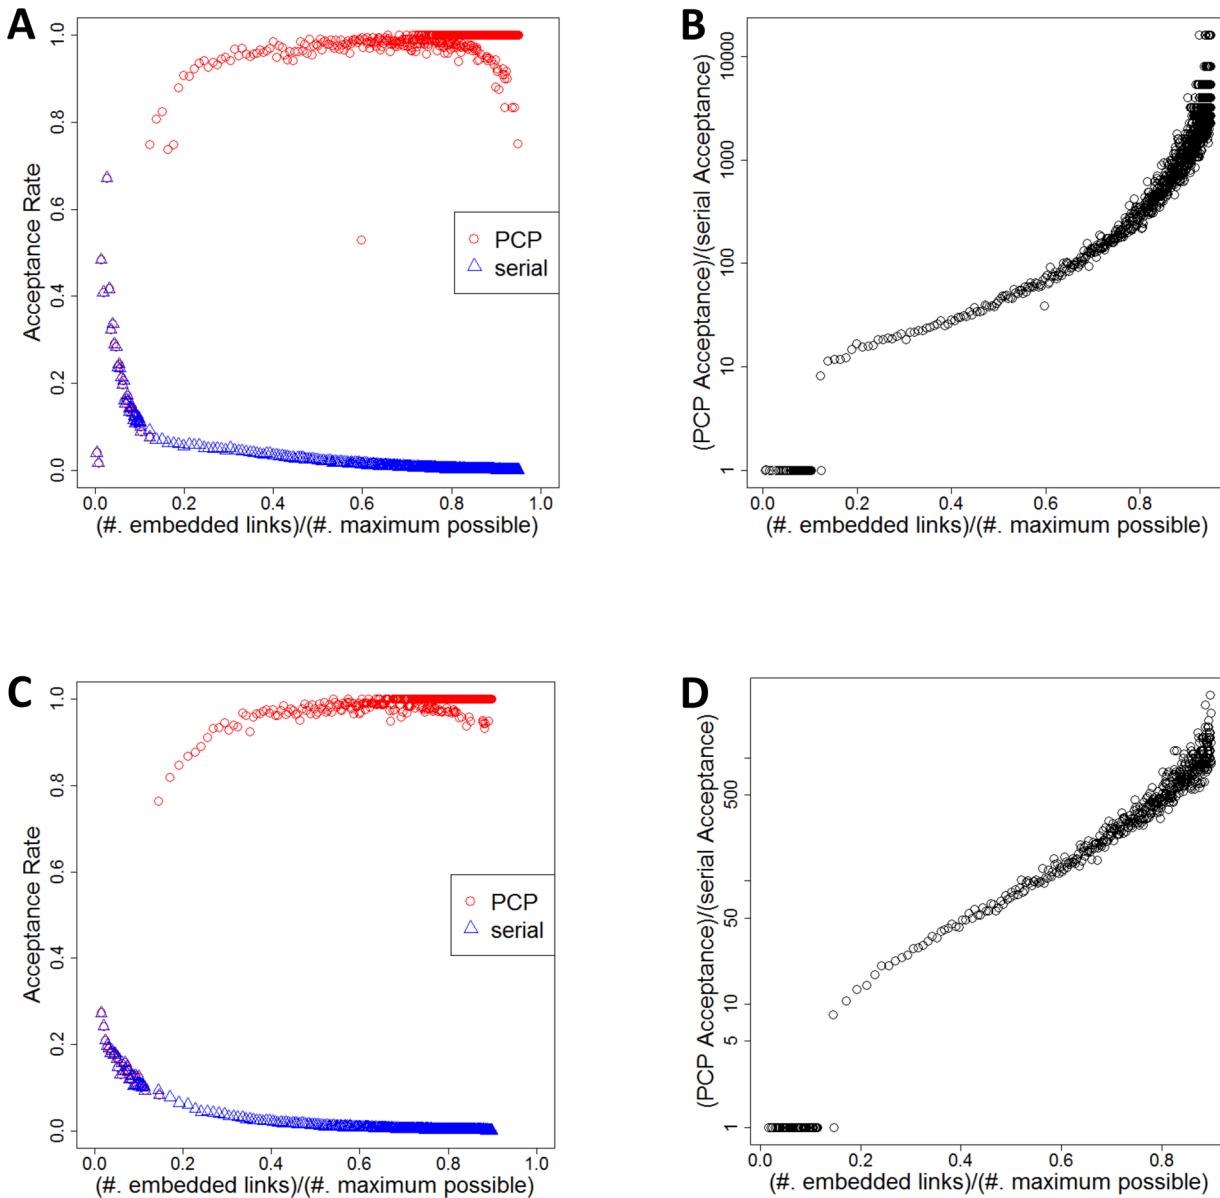 A
Acceptance Rate
1.0
0.8
0.6
0.4
0.2
0.0
PCP
serial
0.0 0.2 0.4 0.6 0.8 1.0
(#. embedded links)/(#. maximum possible)
B
(PCP Acceptance)/(serial Acceptance)
10000
1000
100
10
1
0.0 0.2 0.4 0.6 0.8
(#. embedded links)/(#. maximum possible)
C
Acceptance Rate
1.0
0.8
0.6
0.4
0.2
0.0
PCP
serial
0.0 0.2 0.4 0.6 0.8 1.0
(#. embedded links)/(#. maximum possible)
D
(PCP Acceptance)/(serial Acceptance)
500
50
10
5
1
0.0 0.2 0.4 0.6 0.8
(#. embedded links)/(#. maximum possible)